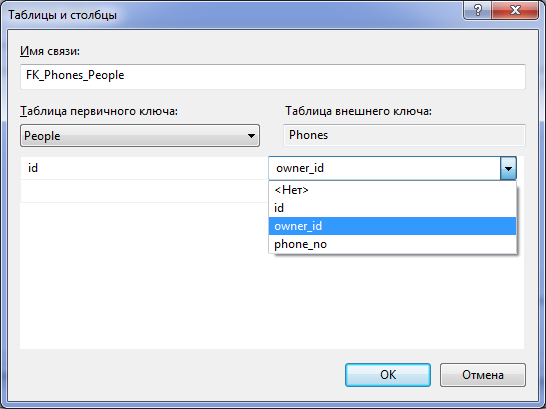 Таблицы и столбцы
?
Имя связи:
FK_Phones_People
Таблица первичного ключа:
Таблица внешнего ключа:
People
Phones
id
owner_id
<Нет>
id
owner_id
phone_no
OK
Отмена